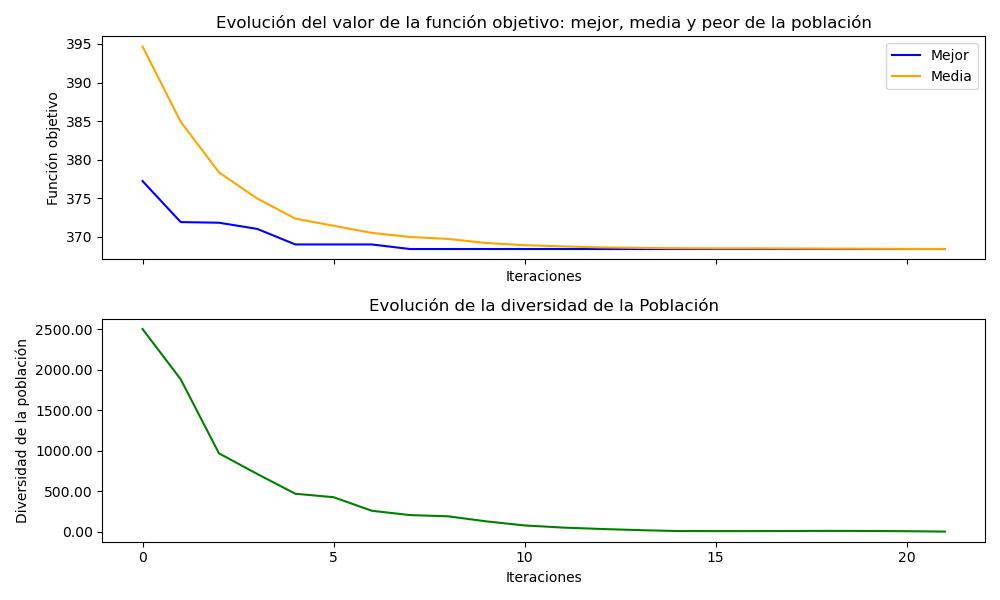 Evolución del valor de la función objetivo: mejor, media y peor de la población
Función objetivo
395
390
385
380
375
370
Mejor
Media
Iteraciones
Evolución de la diversidad de la Población
Diversidad de la población
2500.00
2000.00
1500.00
1000.00
500.00
0.00
0
5
10
15
20
Iteraciones